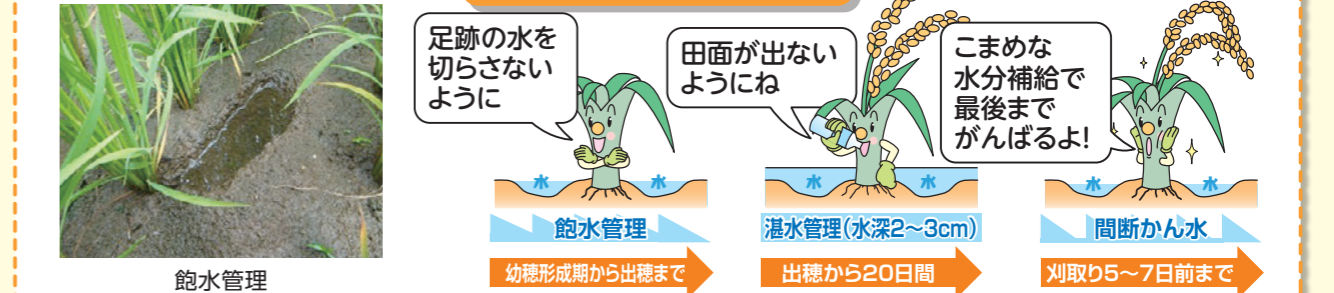 飽水管理
足跡の水を
切らさない
ように
田面が出ない
ようにね
こまめな
水分補給で
最後まで
がんばるよ!
水
水
飽水管理
幼穂形成期から出穂まで
水
水
湛水管理(水深2〜3cm)
出穂から20日間
水
水
間断かん水
刈取り5〜7日前まで